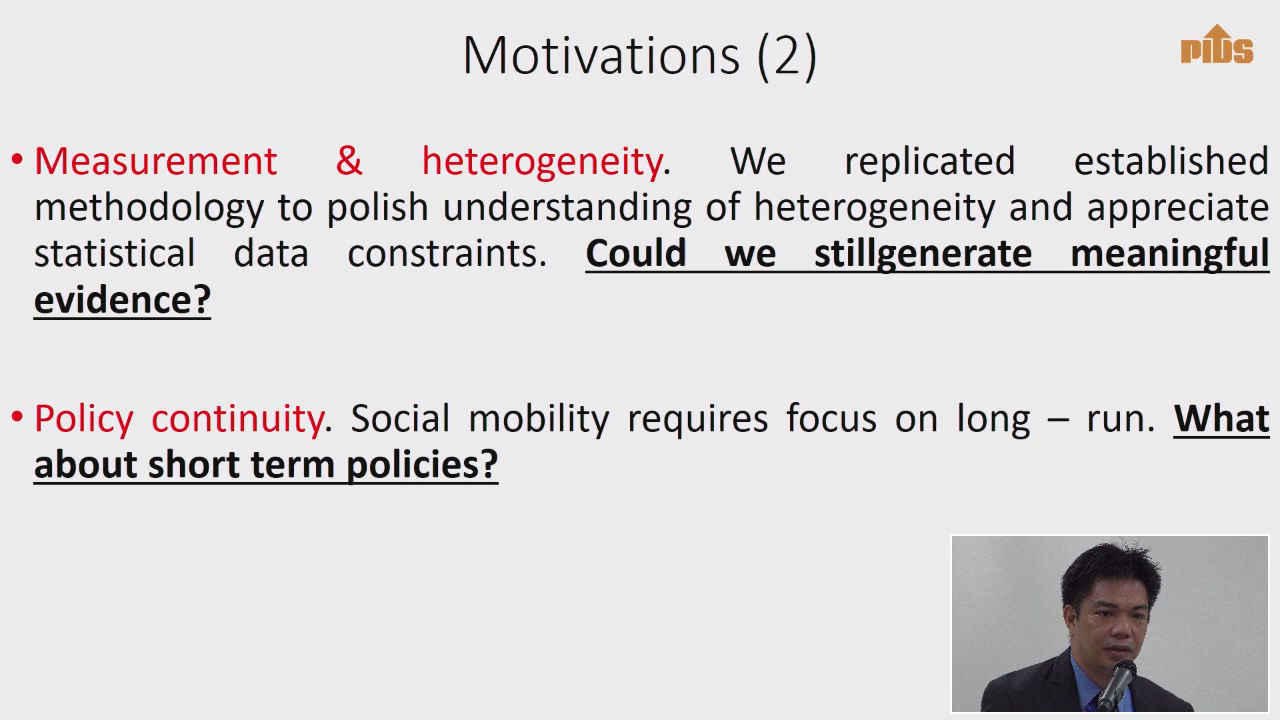 Motivations (2)
PIDS
• Measurement & heterogeneity. We replicated established
methodology to polish understanding of heterogeneity and appreciate
statistical data constraints. Could we stillgenerate meaningful
evidence?
• Policy continuity. Social mobility requires focus on long – run. What
about short term policies?